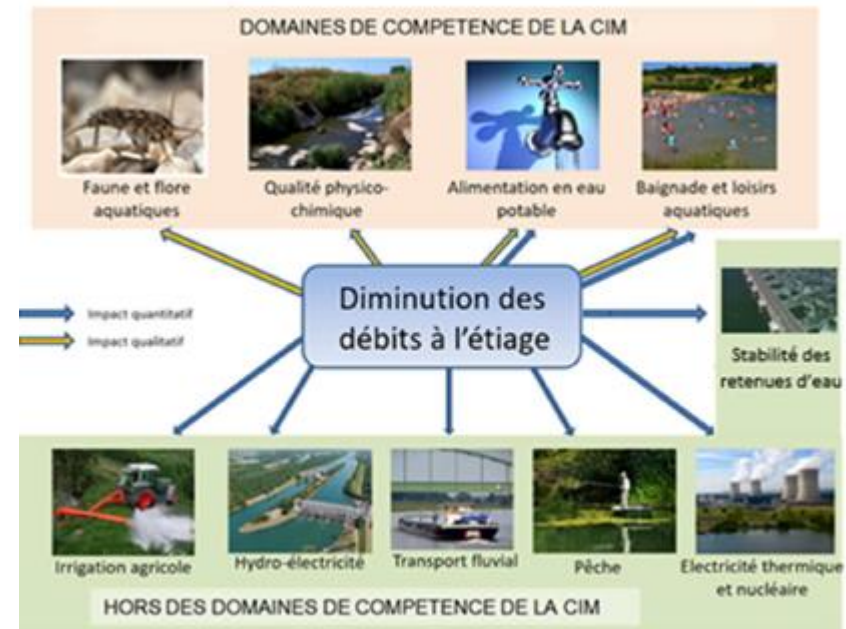 DOMAINES DE COMPETENCE DE LA CIM
Faune et flore
aquatiques
Qualité physico-
chimique
Alimentation en eau
potable
Baignade et loisirs
aquatiques
Diminution des
débits à l'étiage
Impact quantitatif
Impact qualitatif
Stabilité des
retenues d'eau
Irrigation agricole
Hydro-électricité
Transport fluvial
Pêche
Electricité thermique
et nucléaire
HORS DES DOMAINES DE COMPETENCE DE LA CIM